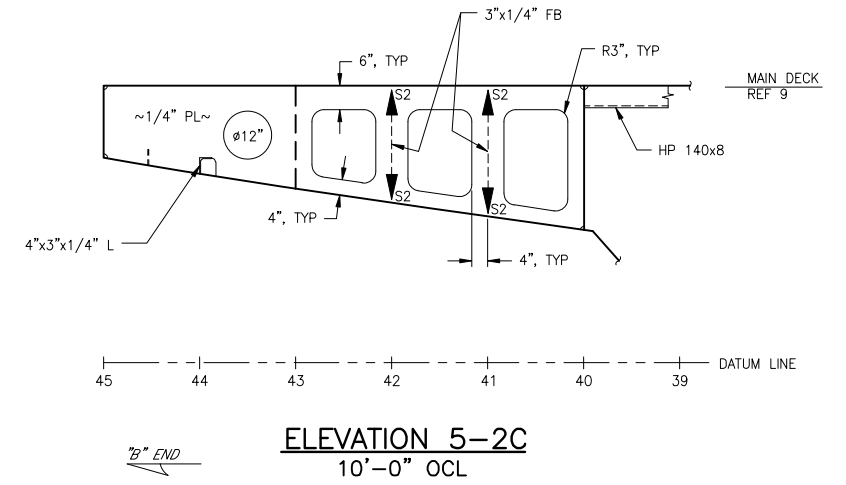 3"x1/4" FB
6", TYP
R3", TYP
MAIN DECK
REF 9
S2
S2
~1/4" PL~
ø12"
HP 140x8
S2
S2
4", TYP
4"x3"x1/4" L
4", TYP
DATUM LINE
45 44 43 42 41 40 39
ELEVATION 5-2C
"B" END
10'-0" OCL